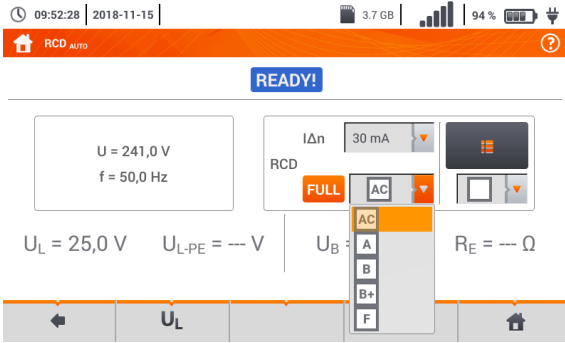 09:52:28 2018-11-15 3.7 GB 94 %
RCD AUTO ?
READY!
U = 241,0 V
f = 50,0 Hz
IΔn 30 mA
RCD
FULL AC
AC
A
B
B+
F
UL = 25,0 V UL-PE = --- V UB = RE = --- Ω
UL